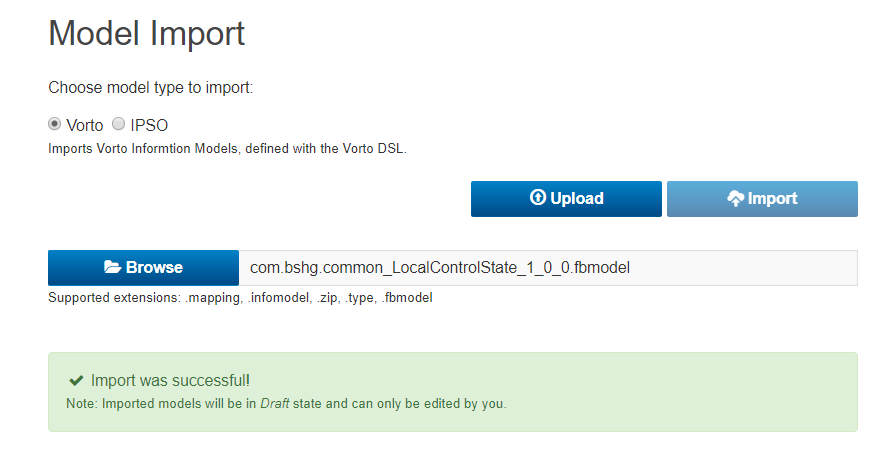 Model Import
Choose model type to import:
Vorto IPSO
Imports Vorto Informtion Models, defined with the Vorto DSL.
Upload Import
Browse com.bshg.common_LocalControlState_1_0_0.fbmodel
Supported extensions: .mapping, .infomodel, .zip, .type, .fbmodel
Import was successful!
Note: Imported models will be in Draft state and can only be edited by you.